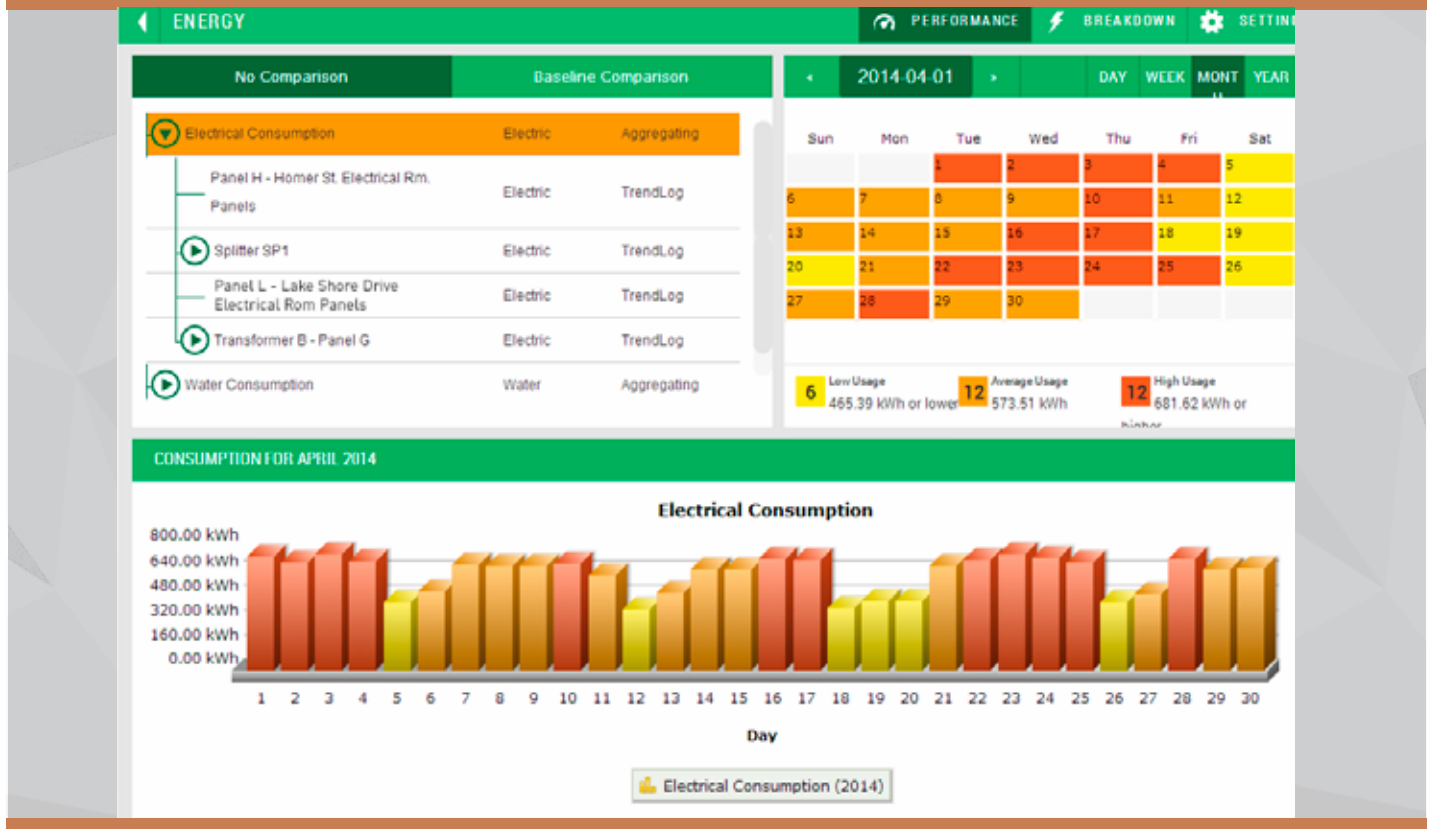 ENERGY
PERFORMANCE
BREAKDOWN
No Comparison
Baseline Comparison
2014-04-01
DAY
WEEK
MONT
YEAR
Electrical Consumption Electric Aggregating
Panel H - Homer St. Electrical Rm.
Panels
Electric TrendLog
Splitter SP1 Electric TrendLog
Panel L - Lake Shore Drive
Electrical Rom Panels
Electric TrendLog
Transformer B - Panel G Electric TrendLog
Water Consumption Water Aggregating
Sun Mon Tue Wed Thu Fri Sat
1 2 3 4 5
6 7 8 9 10 11 12
13 14 15 16 17 18 19
20 21 22 23 24 25 26
27 28 29 30
6 Low Usage
465.39 kWh or lower
12 Average Usage
573.51 kWh
12 High Usage
681.62 kWh or
CONSUMPTION FOR APRIL 2014
Electrical Consumption
800.00 kWh
640.00 kWh
480.00 kWh
320.00 kWh
160.00 kWh
0.00 kWh
1 2 3 4 5 6 7 8 9 10 11 12 13 14 15 16 17 18 19 20 21 22 23 24 25 26 27 28 29 30
Day
Electrical Consumption (2014)